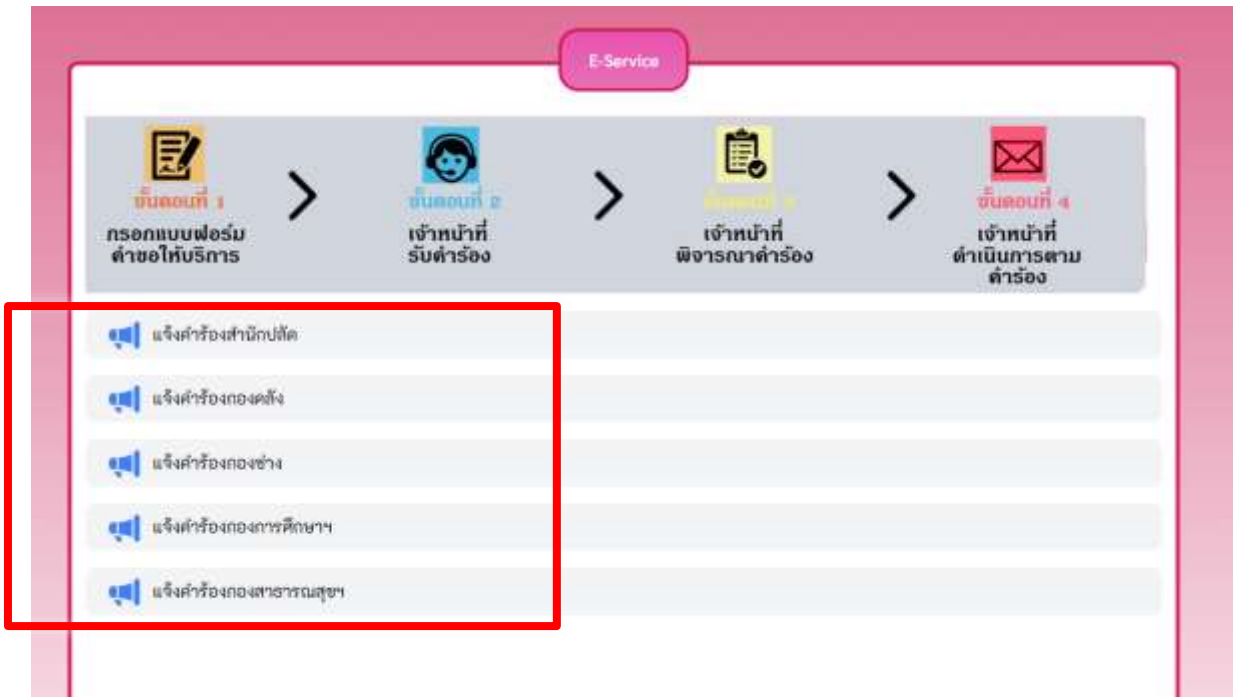 E-Service
ขั้นตอนที่ 1
กรอกแบบฟอร์ม
คำขอให้บริการ
ขั้นตอนที่ 2
เจ้าหน้าที่
รับคำร้อง
ขั้นตอนที่ 3
เจ้าหน้าที่
พิจารณาคำร้อง
ขั้นตอนที่ 4
เจ้าหน้าที่
ดำเนินการตาม
คำร้อง
แจ้งคำร้องสำนักปลัด
แจ้งคำร้องกองคลัง
แจ้งคำร้องกองช่าง
แจ้งคำร้องกองการศึกษาฯ
แจ้งคำร้องกองสาธารณสุขฯ